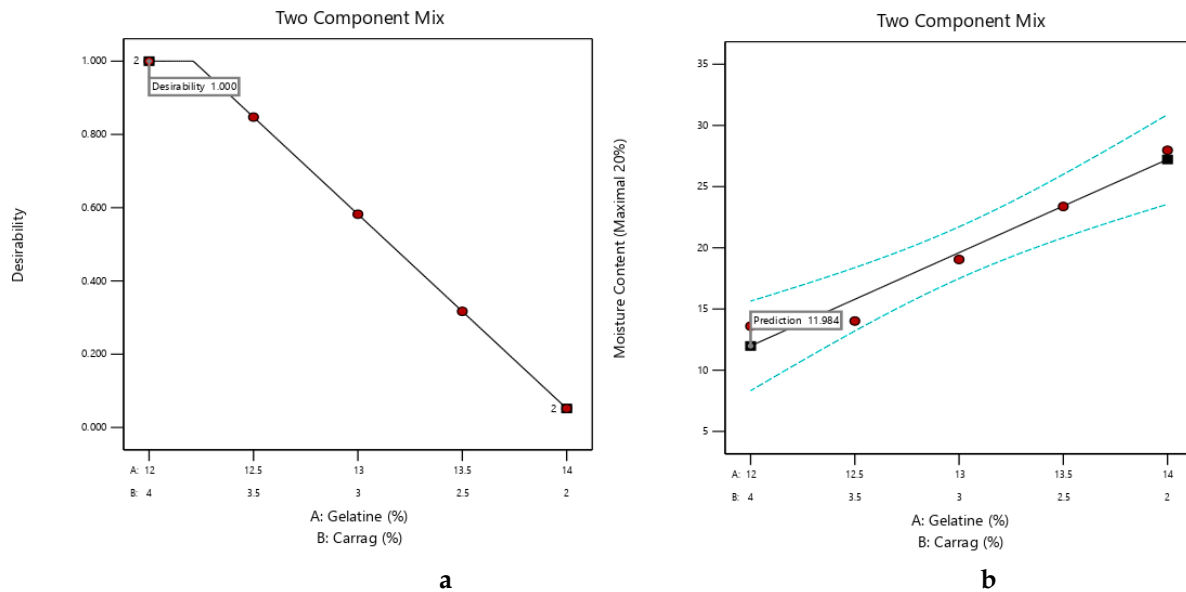 Two Component Mix
Desirability
1.000
0.800
0.600
0.400
0.200
0.000
2
Desirability 1.000
2
A: 12 12.5 13 13.5 14
B: 4 3.5 3 2.5 2
A: Gelatine (%)
B: Carrag (%)
a
Two Component Mix
Moisture Content (Maximal 20%)
35
30
25
20
15
10
5
Prediction 11.984
A: 12 12.5 13 13.5 14
B: 4 3.5 3 2.5 2
A: Gelatine (%)
B: Carrag (%)
b